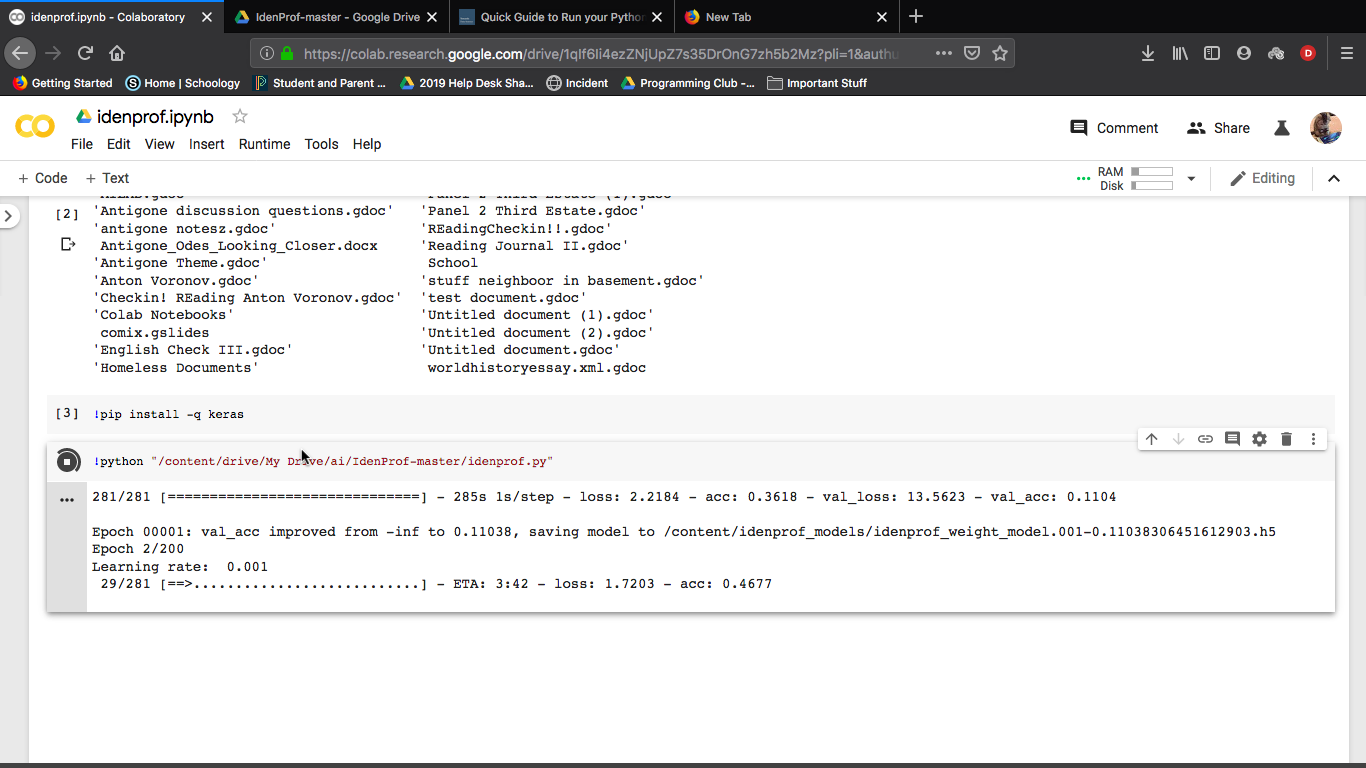 idenprof.ipynb - Colaboratory
IdenProf-master - Google Drive
Quick Guide to Run your Python
New Tab
https://colab.research.google.com/drive/1qIf6Ii4ezZNjUpZ7s35DrOnG7zh5b2Mz?pli=1&authu
D
Getting Started
S Home | Schoology
Student and Parent ...
2019 Help Desk Sha...
Incident
Programming Club -...
Important Stuff
CO
idenprof.ipynb
File Edit View Insert Runtime Tools Help
Comment
Share
+ Code + Text
RAM
Disk
Editing
[2]
'Antigone discussion questions.gdoc' 'Panel 2 Third Estate.gdoc'
'antigone notesz.gdoc' 'REadingCheckin!!.gdoc'
Antigone_Odes_Looking_Closer.docx 'Reading Journal II.gdoc'
'Antigone Theme.gdoc' School
'Anton Voronov.gdoc' 'stuff neighboor in basement.gdoc'
'Checkin! REading Anton Voronov.gdoc' 'test document.gdoc'
'Colab Notebooks' 'Untitled document (1).gdoc'
comix.gslides 'Untitled document (2).gdoc'
'English Check III.gdoc' 'Untitled document.gdoc'
'Homeless Documents' worldhistoryessay.xml.gdoc
[3] !pip install -q keras
!python "/content/drive/My Drive/ai/IdenProf-master/idenprof.py"
281/281 [==============================] - 285s 1s/step - loss: 2.2184 - acc: 0.3618 - val_loss: 13.5623 - val_acc: 0.1104
Epoch 00001: val_acc improved from -inf to 0.11038, saving model to /content/idenprof_models/idenprof_weight_model.001-0.11038306451612903.h5
Epoch 2/200
Learning rate:  0.001
29/281 [==>...........................] - ETA: 3:42 - loss: 1.7203 - acc: 0.4677